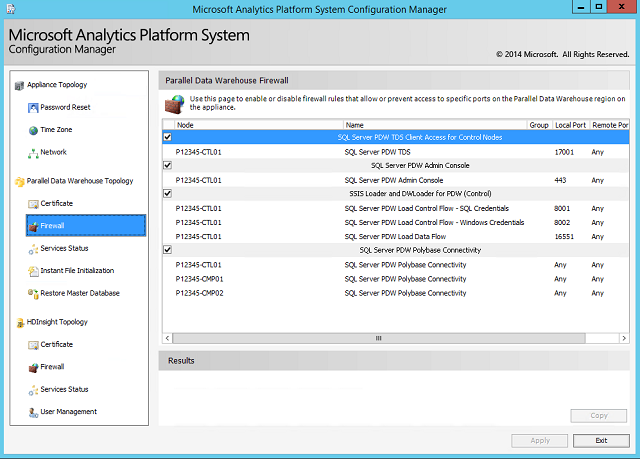 Microsoft Analytics Platform System Configuration Manager
Microsoft Analytics Platform System
Configuration Manager
© 2014 Microsoft. All Rights Reserved.
Appliance Topology
Password Reset
Time Zone
Network
Parallel Data Warehouse Topology
Certificate
Firewall
Services Status
Instant File Initialization
Restore Master Database
HDInsight Topology
Certificate
Firewall
Services Status
User Management
Parallel Data Warehouse Firewall
Use this page to enable or disable firewall rules that allow or prevent access to specific ports on the Parallel Data Warehouse region on
the appliance.
Node Name Group Local Port Remote Por
SQL Server PDW TDS Client Access for Control Nodes
P12345-CTL01 SQL Server PDW TDS 17001 Any
SQL Server PDW Admin Console
P12345-CTL01 SQL Server PDW Admin Console 443 Any
SSIS Loader and DWLoader for PDW (Control)
P12345-CTL01 SQL Server PDW Load Control Flow - SQL Credentials 8001 Any
P12345-CTL01 SQL Server PDW Load Control Flow - Windows Credentials 8002 Any
P12345-CTL01 SQL Server PDW Load Data Flow 16551 Any
SQL Server PDW Polybase Connectivity
P12345-CTL01 SQL Server PDW Polybase Connectivity Any Any
P12345-CMP01 SQL Server PDW Polybase Connectivity Any Any
P12345-CMP02 SQL Server PDW Polybase Connectivity Any Any
Results
Copy
Apply Exit